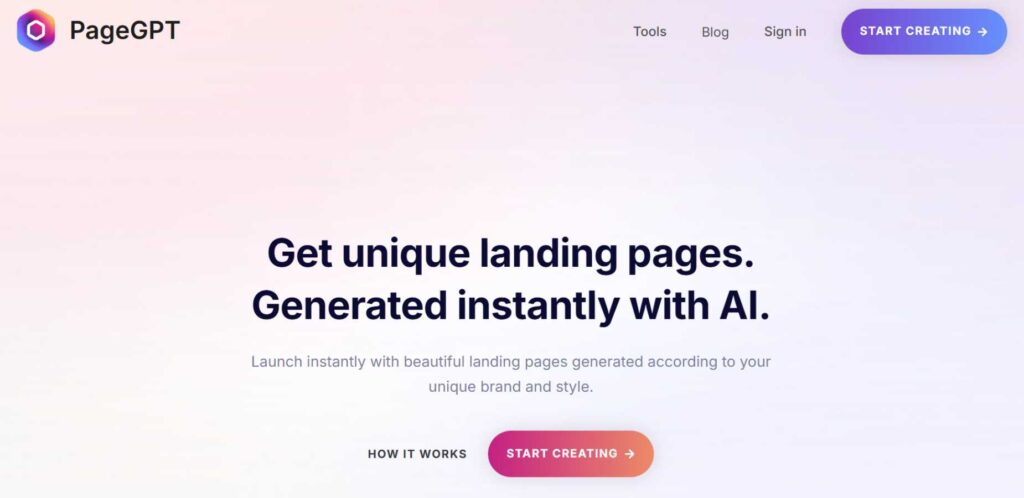 PageGPT
Tools
Blog
Sign in
START CREATING →
Get unique landing pages.
Generated instantly with AI.
Launch instantly with beautiful landing pages generated according to your
unique brand and style.
HOW IT WORKS
START CREATING →